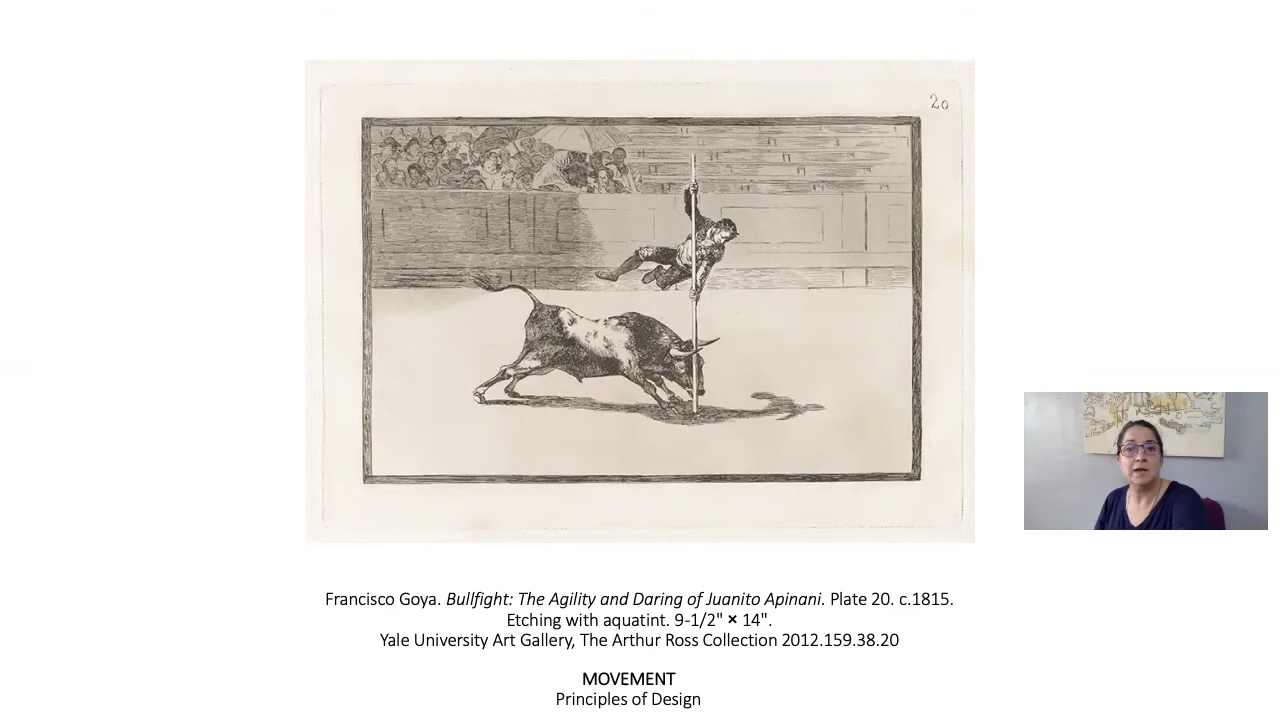 20
Francisco Goya. Bullfight: The Agility and Daring of Juanito Apinani. Plate 20. c.1815.
Etching with aquatint. 9-1/2" × 14".
Yale University Art Gallery, The Arthur Ross Collection 2012.159.38.20
MOVEMENT
Principles of Design